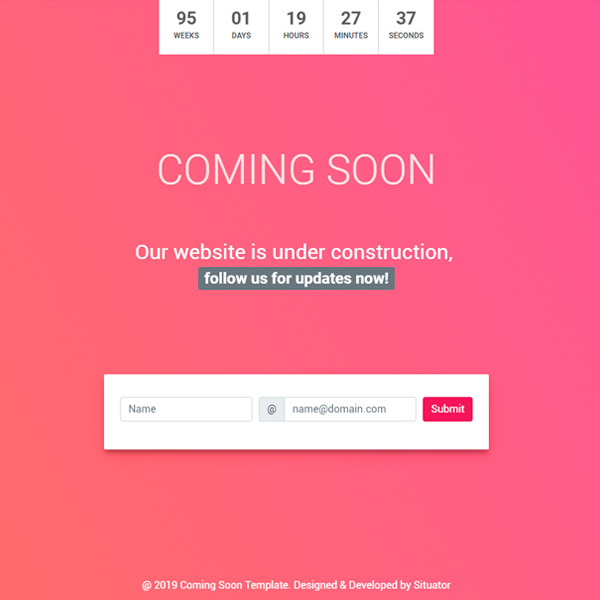 95 01 19 27 37
WEEKS DAYS HOURS MINUTES SECONDS
COMING SOON
Our website is under construction,
follow us for updates now!
Name @ name@domain.com Submit
@ 2019 Coming Soon Template. Designed & Developed by Situator